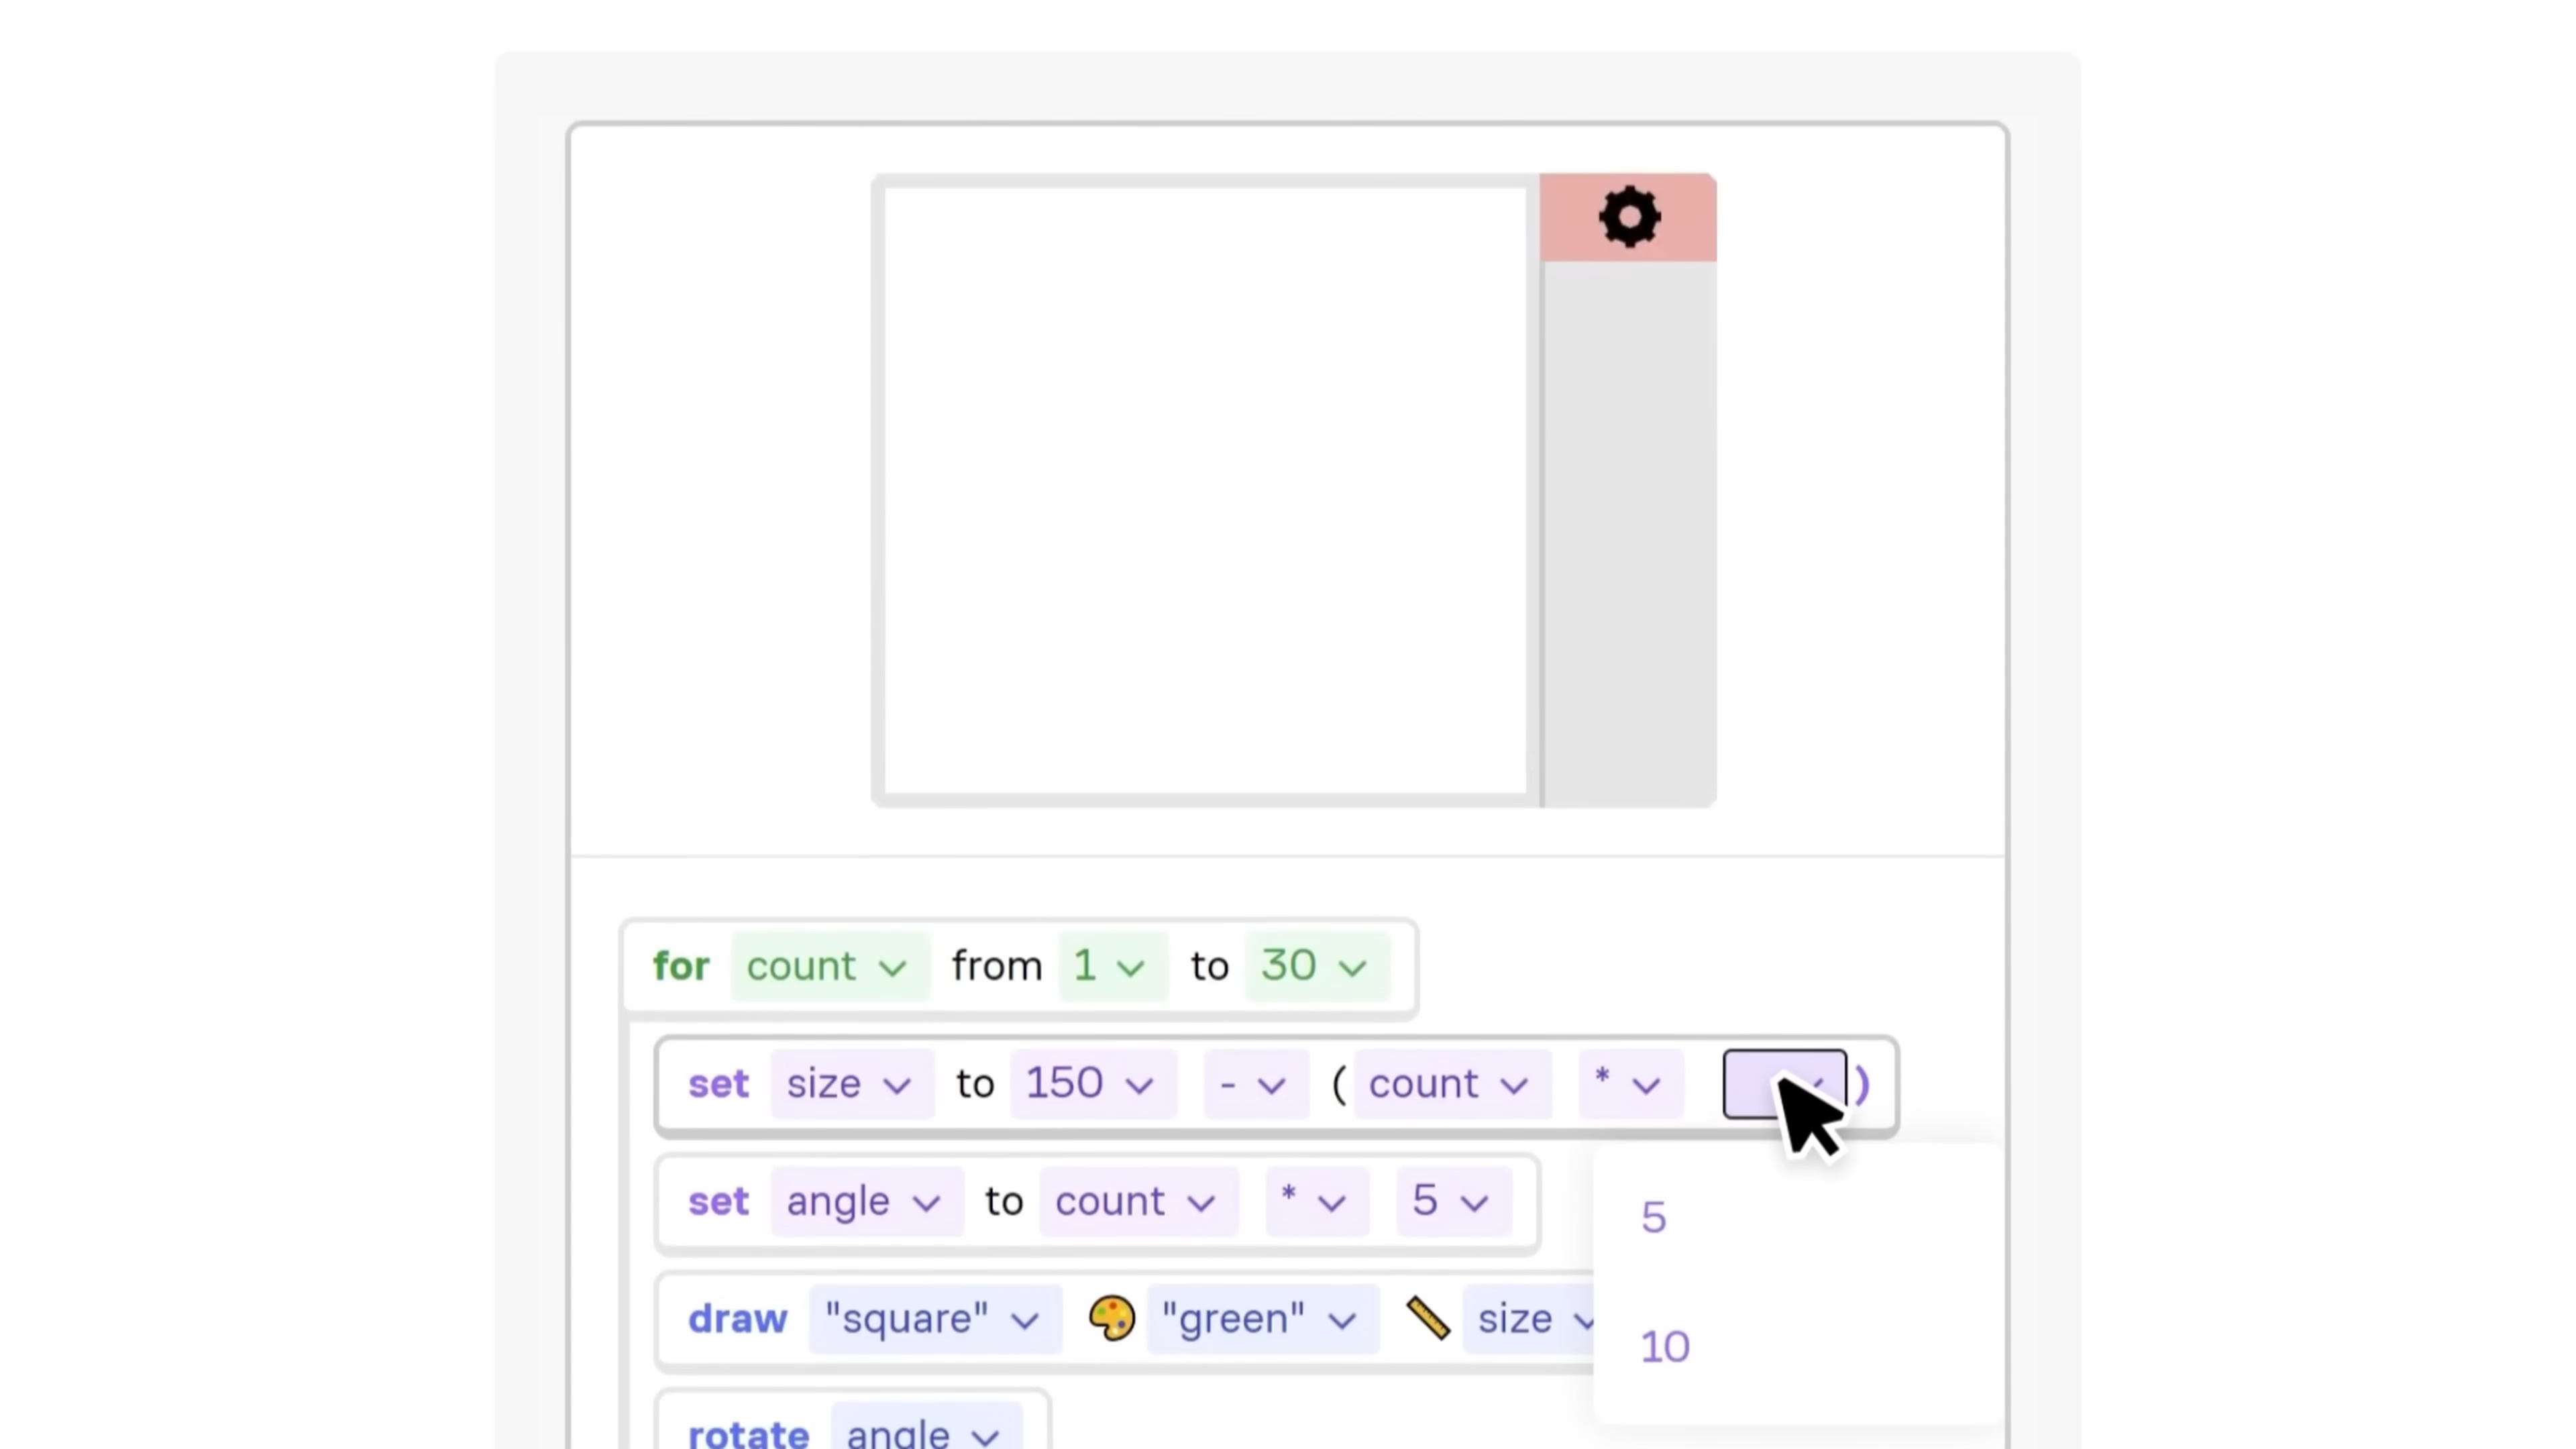 for count from 1 to 30
set size to 150 - ( count * )
set angle to count * 5
draw "square" "green" size
rotate angle
5
10